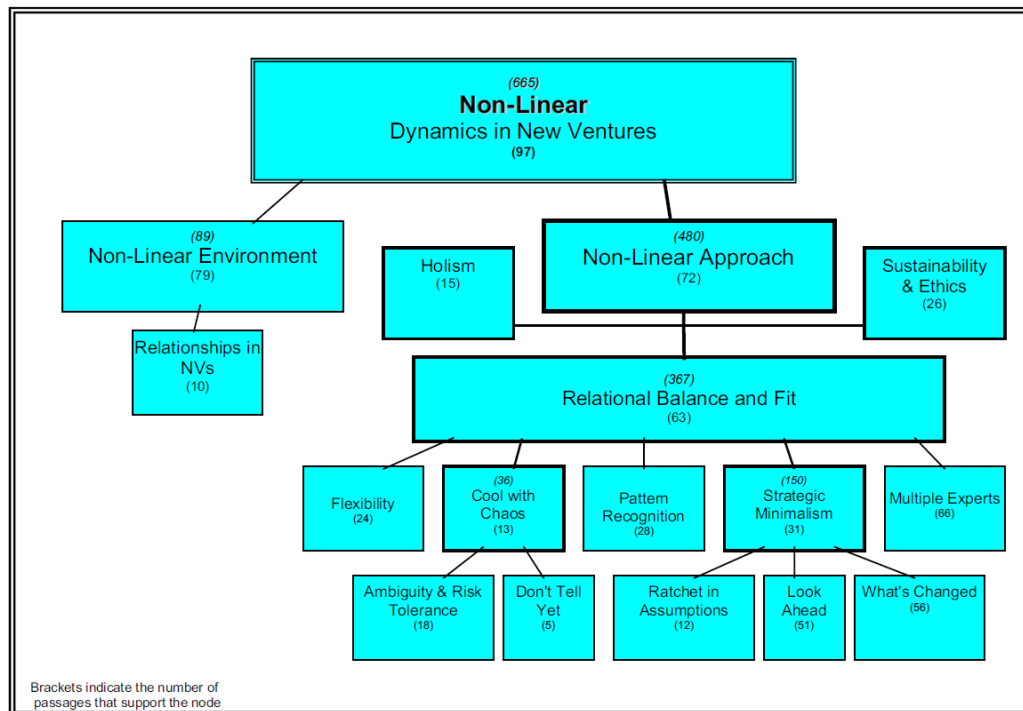 (665)
Non-Linear
Dynamics in New Ventures
(97)
(89)
Non-Linear Environment
(79)
(480)
Non-Linear Approach
(72)
Holism
(15)
Sustainability
& Ethics
(26)
Relationships in
NVs
(10)
(367)
Relational Balance and Fit
(63)
Flexibility
(24)
(36)
Cool with
Chaos
(13)
Pattern
Recognition
(28)
(150)
Strategic
Minimalism
(31)
Multiple Experts
(66)
Ambiguity & Risk
Tolerance
(18)
Don't Tell
Yet
(5)
Ratchet in
Assumptions
(12)
Look
Ahead
(51)
What's Changed
(56)
Brackets indicate the number of
passages that support the node